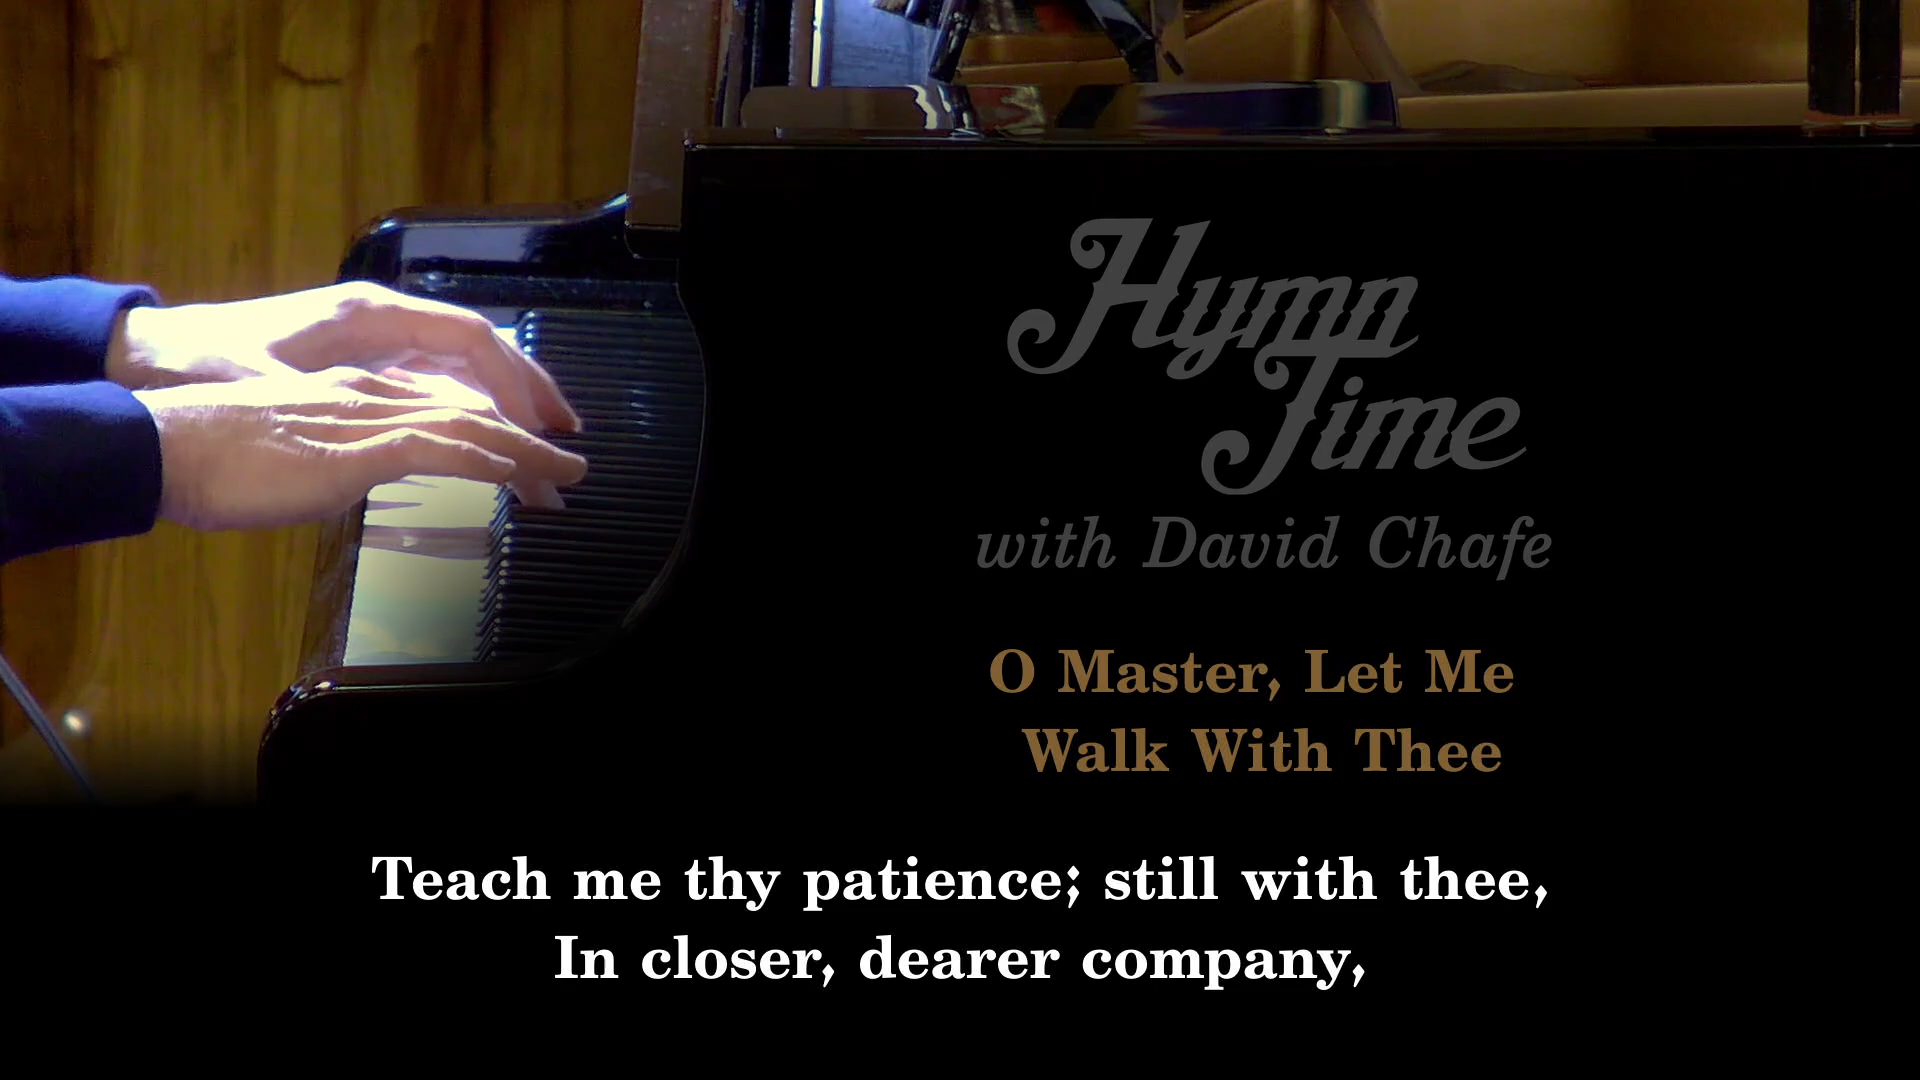 Hymn
Time
with David Chafe
O Master, Let Me
Walk With Thee
Teach me thy patience; still with thee,
In closer, dearer company,